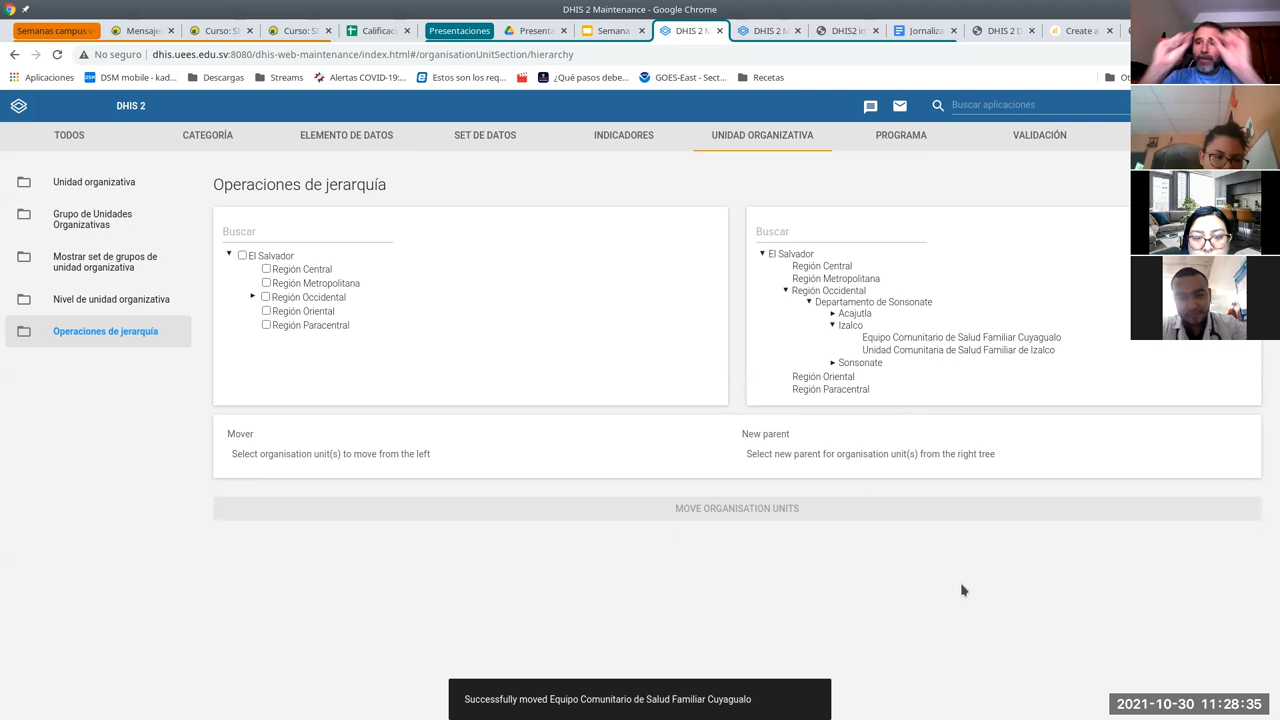 DHIS 2 Maintenance - Google Chrome
Semanas campus v
Mensaje
Curso: S
Curso: S
Calificaci
Presentaciones
Present
Semana
DHIS 2 M
DHIS 2 M
DHIS2 in
Jornaliza
DHIS 2 D
Create a
No seguro
dhis.uees.edu.sv:8080/dhis-web-maintenance/index.html#/organisationUnitSection/hierarchy
Aplicaciones
DSM mobile - kad...
Descargas
Streams
Alertas COVID-19:...
Estos son los req...
¿Qué pasos debe...
GOES-East - Sect...
Recetas
Ot
DHIS 2
Buscar aplicaciones
TODOS
CATEGORÍA
ELEMENTO DE DATOS
SET DE DATOS
INDICADORES
UNIDAD ORGANIZATIVA
PROGRAMA
VALIDACIÓN
Unidad organizativa
Grupo de Unidades
Organizativas
Mostrar set de grupos de
unidad organizativa
Nivel de unidad organizativa
Operaciones de jerarquía
Operaciones de jerarquía
Buscar
El Salvador
Región Central
Región Metropolitana
Región Occidental
Región Oriental
Región Paracentral
Buscar
El Salvador
Región Central
Región Metropolitana
Región Occidental
Departamento de Sonsonate
Acajutla
Izalco
Equipo Comunitario de Salud Familiar Cuyagualo
Unidad Comunitaria de Salud Familiar de Izalco
Sonsonate
Región Oriental
Región Paracentral
Mover
Select organisation unit(s) to move from the left
New parent
Select new parent for organisation unit(s) from the right tree
MOVE ORGANISATION UNITS
Successfully moved Equipo Comunitario de Salud Familiar Cuyagualo
2021-10-30 11:28:35